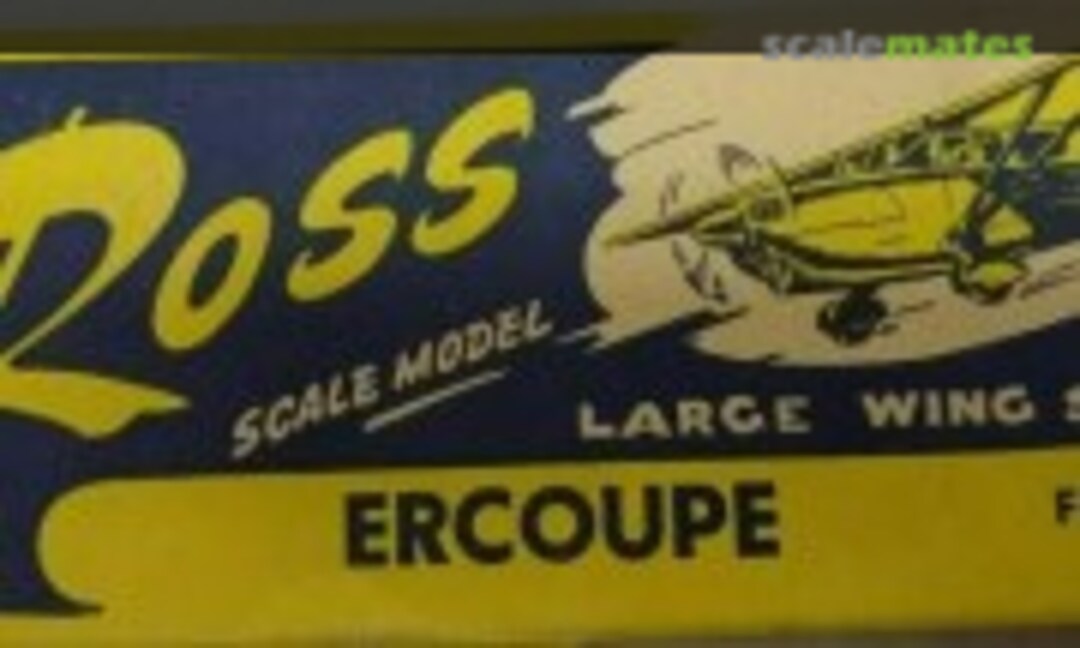 scalemates
Ross
SCALE MODEL
LARGE WING S
ERCOUPE
F